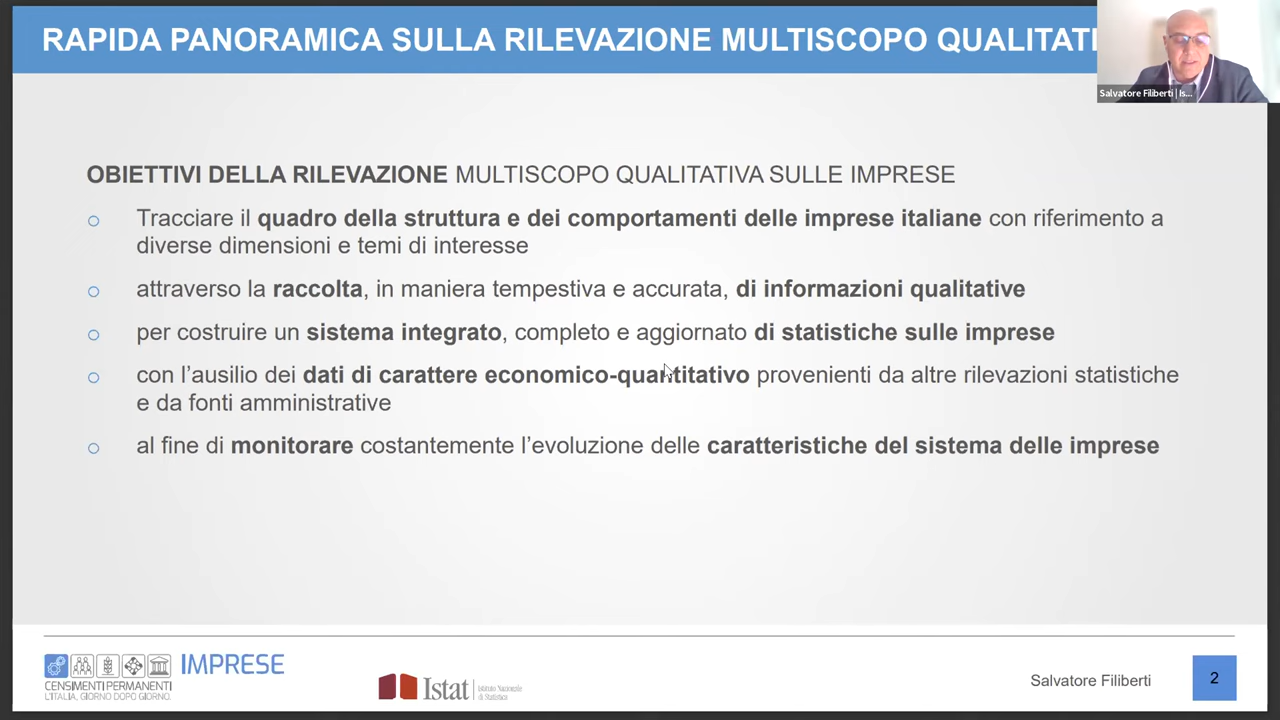 RAPIDA PANORAMICA SULLA RILEVAZIONE MULTISCOPO QUALITATI
Salvatore Filiberti | Is...
OBIETTIVI DELLA RILEVAZIONE MULTISCOPO QUALITATIVA SULLE IMPRESE
Tracciare il quadro della struttura e dei comportamenti delle imprese italiane con riferimento a
diverse dimensioni e temi di interesse
attraverso la raccolta, in maniera tempestiva e accurata, di informazioni qualitative
per costruire un sistema integrato, completo e aggiornato di statistiche sulle imprese
con l’ausilio dei dati di carattere economico-quantitativo provenienti da altre rilevazioni statistiche
e da fonti amministrative
al fine di monitorare costantemente l’evoluzione delle caratteristiche del sistema delle imprese
IMPRESE
CENSIMENTI PERMANENTI
L'ITALIA, GIORNO DOPO GIORNO.
Istat
Istituto Nazionale
di Statistica
Salvatore Filiberti
2